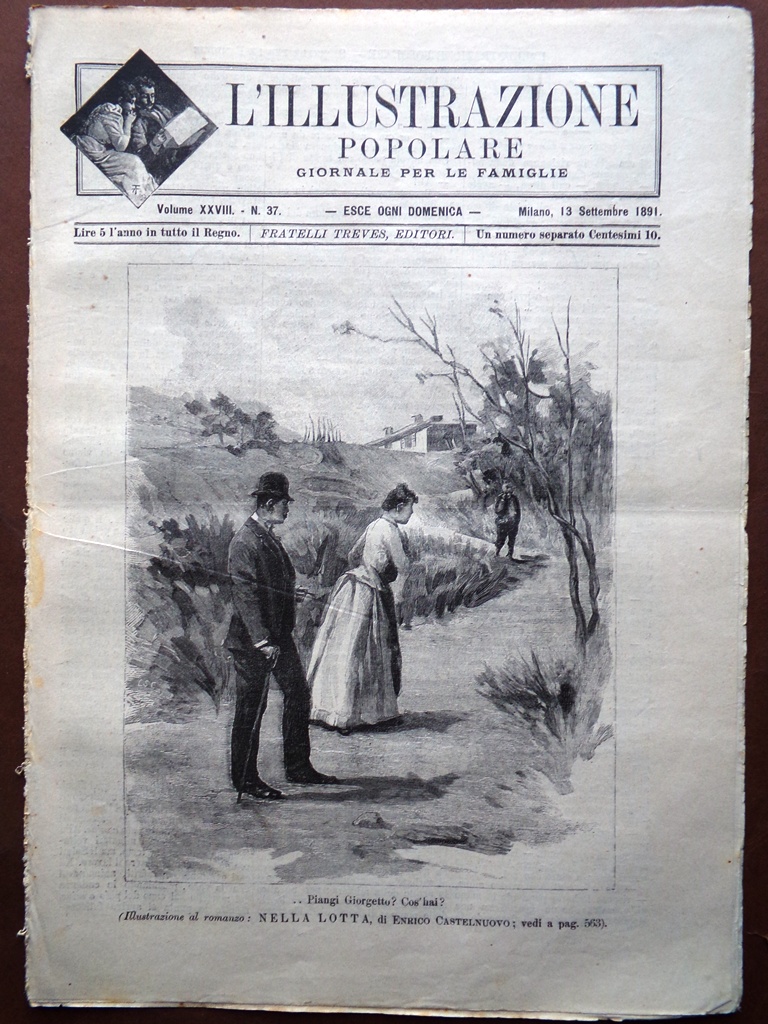 L'ILLUSTRAZIONE
POPOLARE
GIORNALE PER LE FAMIGLIE
Volume XXVIII. - N. 37. — ESCE OGNI DOMENICA — Milano, 13 Settembre 1891.
Lire 5 l'anno in tutto il Regno. FRATELLI TREVES, EDITORI. Un numero separato Centesimi 10.
.. Piangi Giorgetto? Cos'hai?
(Illustrazione al romanzo: NELLA LOTTA, di ENRICO CASTELNUOVO; vedi a pag. 563).